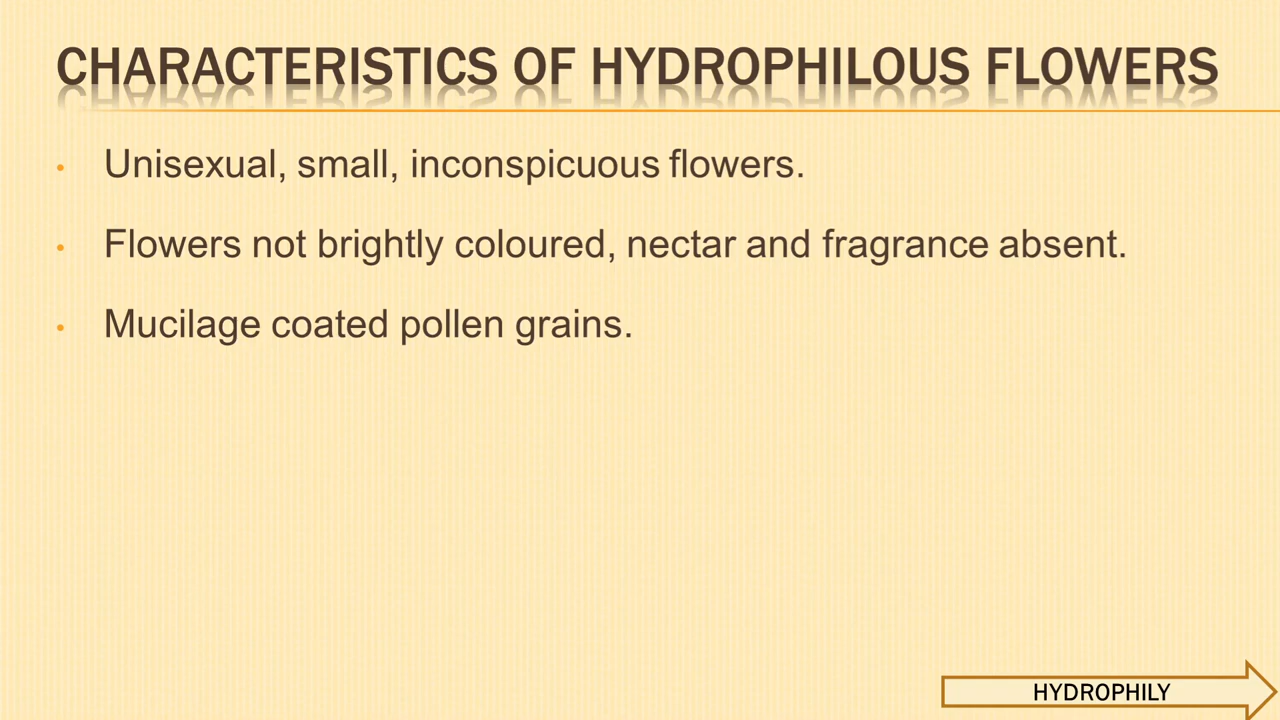 CHARACTERISTICS OF HYDROPHILOUS FLOWERS
• Unisexual, small, inconspicuous flowers.
• Flowers not brightly coloured, nectar and fragrance absent.
• Mucilage coated pollen grains.
HYDROPHILY